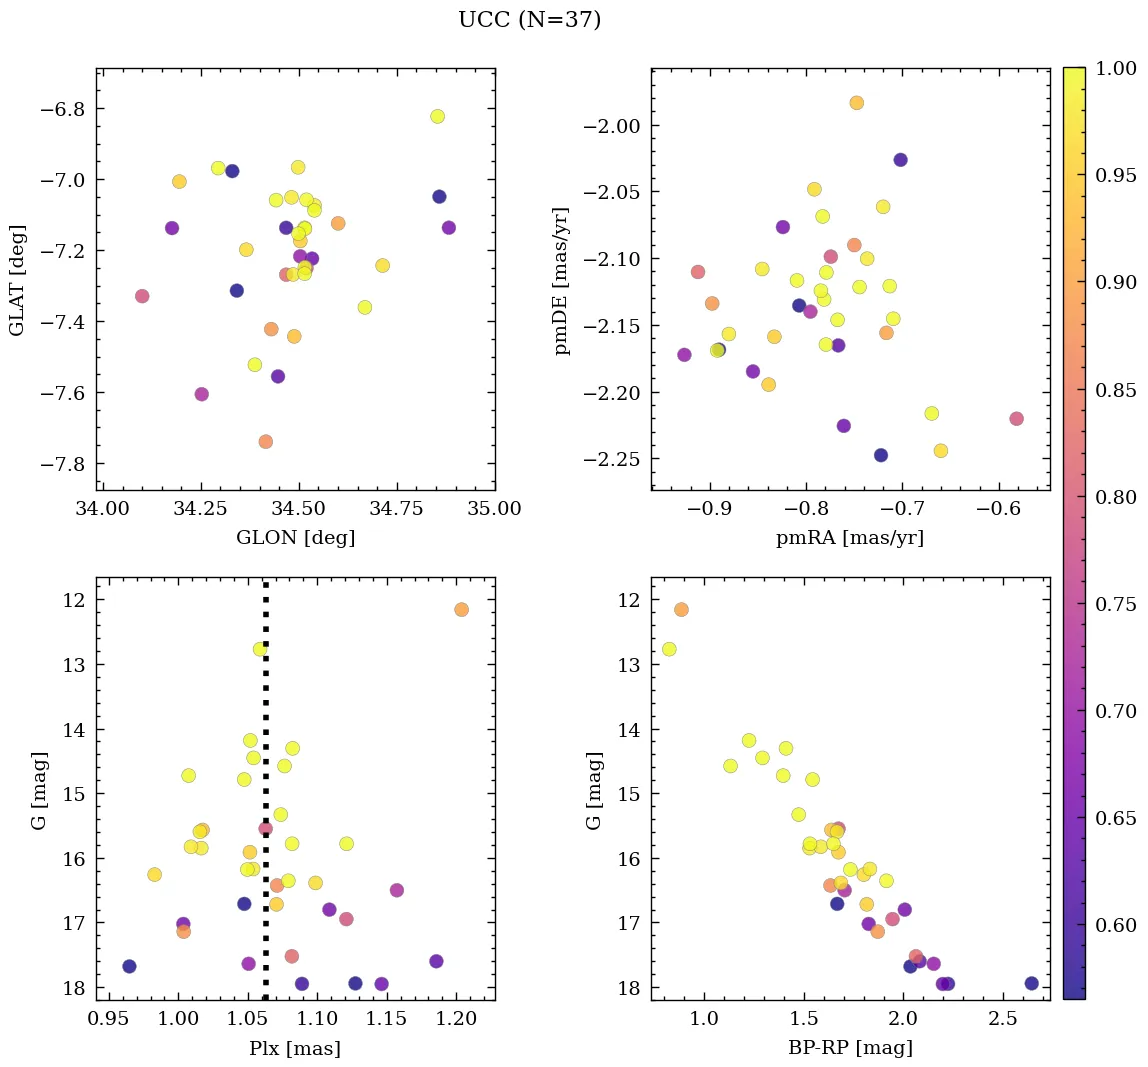 UCC (N=37)
−6.8
−7.0
−7.2
−7.4
−7.6
−7.8
GLAT [deg]
34.00 34.25 34.50 34.75 35.00
GLON [deg]
−2.00
−2.05
−2.10
−2.15
−2.20
−2.25
pmDE [mas/yr]
−0.9 −0.8 −0.7 −0.6
pmRA [mas/yr]
12
13
14
15
16
17
18
G [mag]
0.95 1.00 1.05 1.10 1.15 1.20
Plx [mas]
12
13
14
15
16
17
18
G [mag]
1.0 1.5 2.0 2.5
BP-RP [mag]
1.00
0.95
0.90
0.85
0.80
0.75
0.70
0.65
0.60